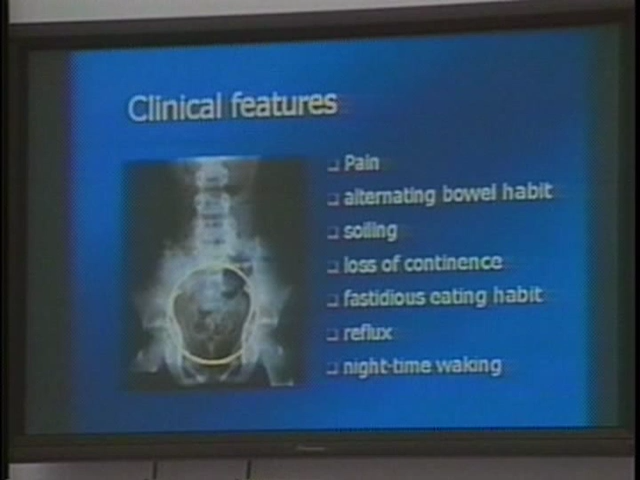 Clinical features
Pain
alternating bowel habit
soiling
loss of continence
fastidious eating habit
reflux
night-time waking